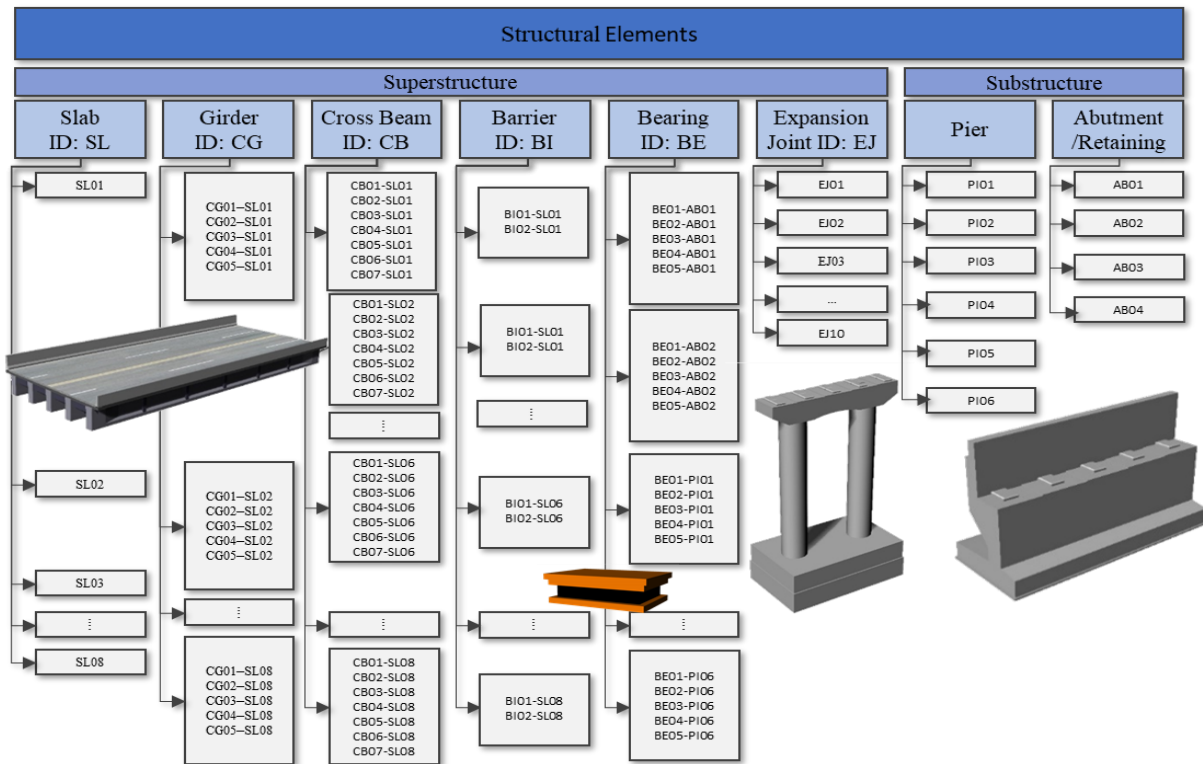 Structural Elements
Superstructure
Substructure
Slab
ID: SL
Girder
ID: CG
Cross Beam
ID: CB
Barrier
ID: BI
Bearing
ID: BE
Expansion
Joint ID: EJ
Pier
Abutment
/Retaining
SL01
SL02
SL03
⋮
SL08
CG01–SL01
CG02–SL01
CG03–SL01
CG04–SL01
CG05–SL01
CG01–SL02
CG02–SL02
CG03–SL02
CG04–SL02
CG05–SL02
⋮
CG01–SL08
CG02–SL08
CG03–SL08
CG04–SL08
CG05–SL08
CB01-SL01
CB02-SL01
CB03-SL01
CB04-SL01
CB05-SL01
CB06-SL01
CB07-SL01
CB01-SL02
CB02-SL02
CB03-SL02
CB04-SL02
CB05-SL02
CB06-SL02
CB07-SL02
⋮
CB01-SL06
CB02-SL06
CB03-SL06
CB04-SL06
CB05-SL06
CB06-SL06
CB07-SL06
⋮
CB01-SL08
CB02-SL08
CB03-SL08
CB04-SL08
CB05-SL08
CB06-SL08
CB07-SL08
BI01-SL01
BI02-SL01
BI01-SL01
BI02-SL01
⋮
BI01-SL06
BI02-SL06
⋮
BI01-SL08
BI02-SL08
BE01-AB01
BE02-AB01
BE03-AB01
BE04-AB01
BE05-AB01
BE01-AB02
BE02-AB02
BE03-AB02
BE04-AB02
BE05-AB02
BE01-PI01
BE02-PI01
BE03-PI01
BE04-PI01
BE05-PI01
⋮
BE01-PI06
BE02-PI06
BE03-PI06
BE04-PI06
BE05-PI06
EJ01
EJ02
EJ03
...
EJ10
PI01
PI02
PI03
PI04
PI05
PI06
AB01
AB02
AB03
AB04